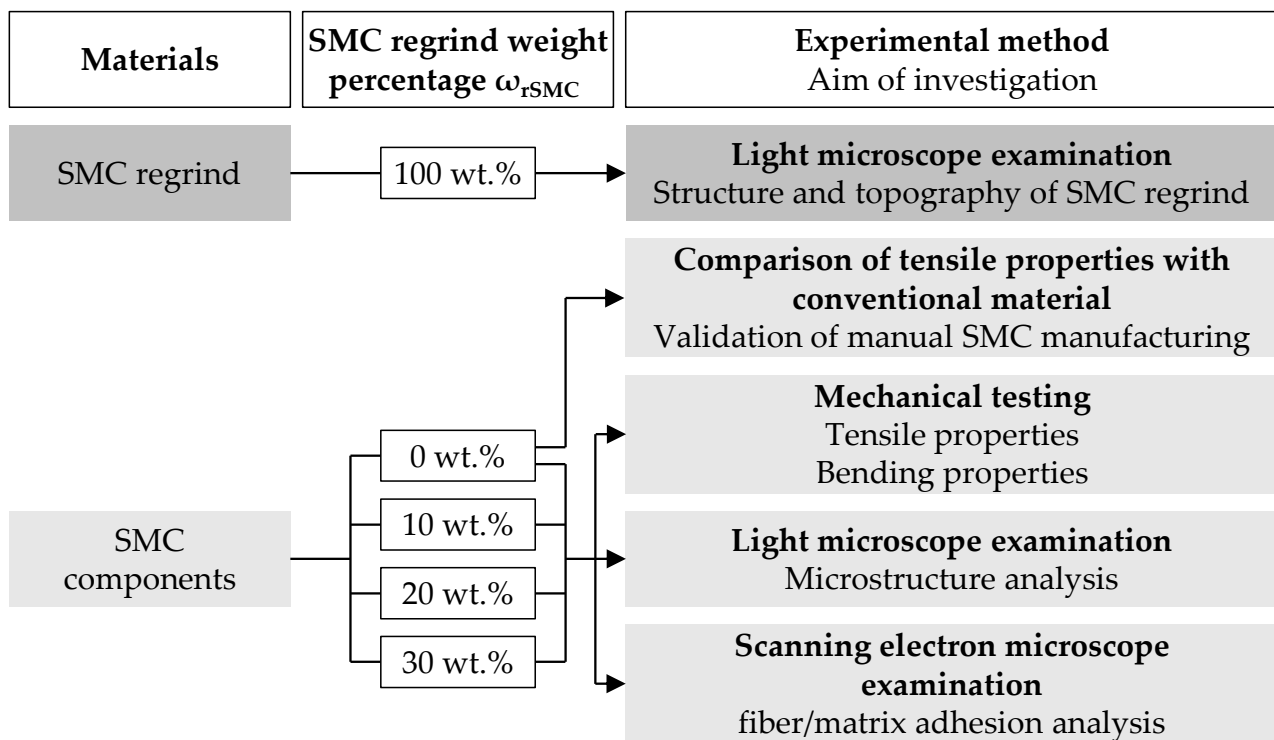 Materials
SMC regrind weight
percentage ωrSMC
Experimental method
Aim of investigation
SMC regrind
100 wt.%
Light microscope examination
Structure and topography of SMC regrind
Comparison of tensile properties with
conventional material
Validation of manual SMC manufacturing
SMC
components
0 wt.%
10 wt.%
20 wt.%
30 wt.%
Mechanical testing
Tensile properties
Bending properties
Light microscope examination
Microstructure analysis
Scanning electron microscope
examination
fiber/matrix adhesion analysis